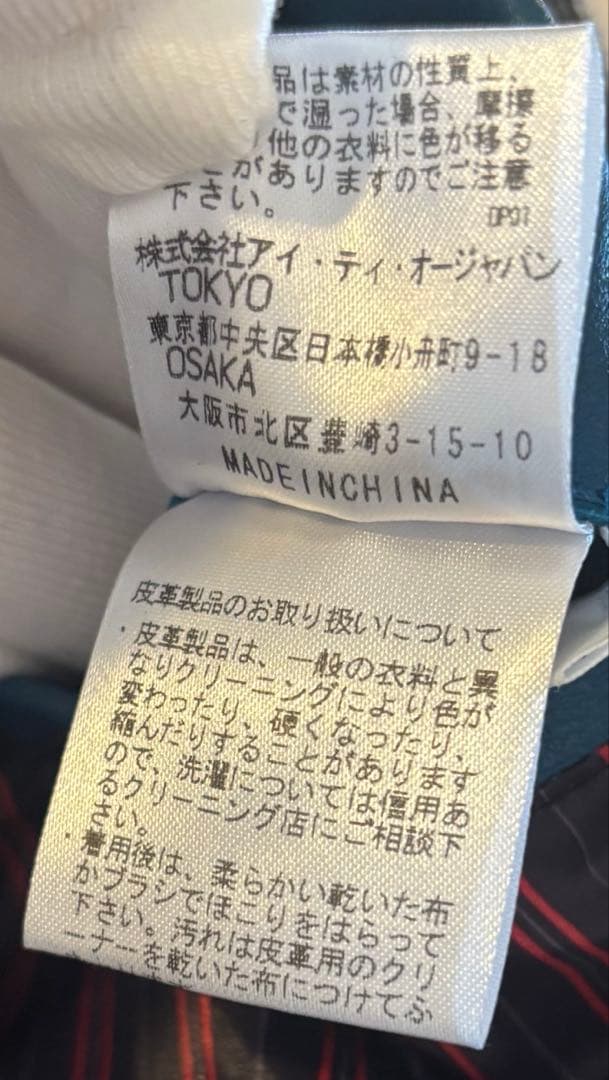 品は素材の性質上、
で湿った場合、摩擦
他の衣料に色が移る
がありますのでご注意
下さい。
DP01
株式会社アイ・ティ・オージャパン
TOKYO
東京都中央区日本橋小舟町9-18
OSAKA
大阪市北区豊崎3-15-10
MADEINCHINA
皮革製品のお取り扱いについて
・皮革製品は、一般の衣料と異
なりクリーニングにより色が
変わったり、硬くなったり、
縮んだりすることがあります
ので、洗濯については信用あ
るクリーニング店にご相談下
さい。
・着用後は、柔らかい乾いた布
かブラシでほこりをはらって
下さい。汚れは皮革用のクリ
ーナーを乾いた布につけてふ